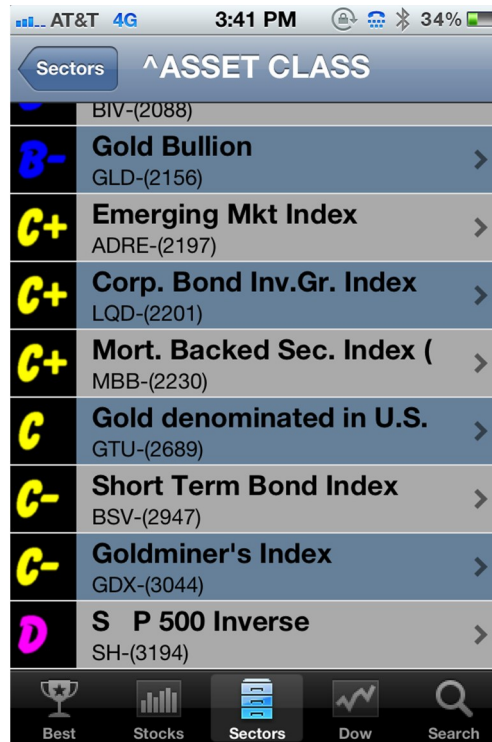 AT&T 4G 3:41 PM 34%
Sectors ^ASSET CLASS
BIV-(2088)
B- Gold Bullion
GLD-(2156)
C+ Emerging Mkt Index
ADRE-(2197)
C+ Corp. Bond Inv.Gr. Index
LQD-(2201)
C+ Mort. Backed Sec. Index (
MBB-(2230)
C Gold denominated in U.S.
GTU-(2689)
C- Short Term Bond Index
BSV-(2947)
C- Goldminer's Index
GDX-(3044)
D S P 500 Inverse
SH-(3194)
Best Stocks Sectors Dow Search